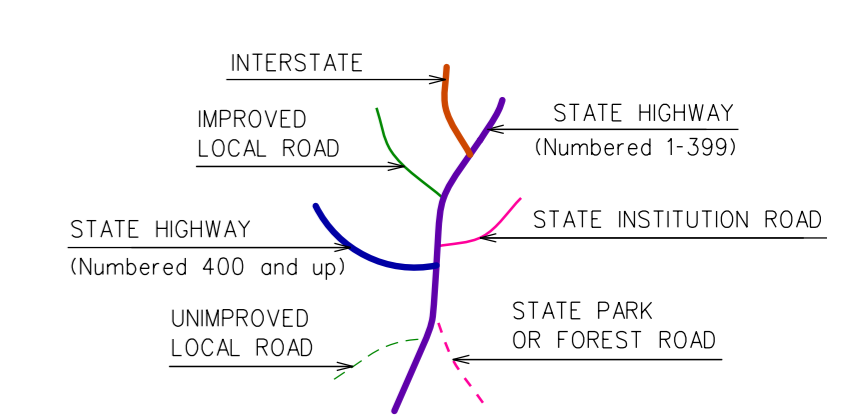 INTERSTATE
STATE HIGHWAY
(Numbered 1-399)
IMPROVED
LOCAL ROAD
STATE INSTITUTION ROAD
STATE HIGHWAY
(Numbered 400 and up)
STATE PARK
OR FOREST ROAD
UNIMPROVED
LOCAL ROAD